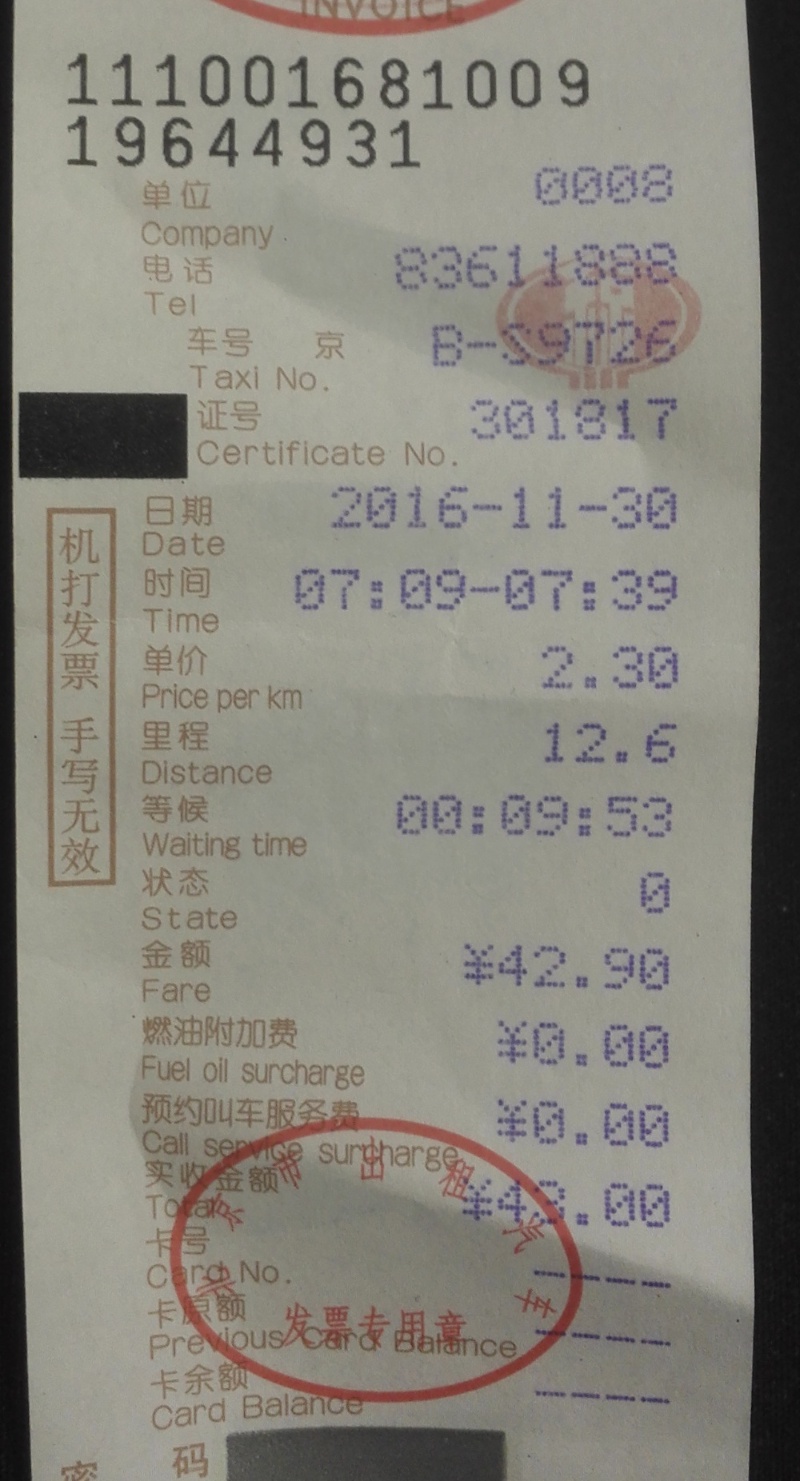 INVOICE
111001681009
19644931
单位 0008
Company
电话 83611888
Tel
车号 京 B-S9726
Taxi No.
证号 301817
Certificate No.
日期 2016-11-30
Date
时间 07:09-07:39
Time
单价 2.30
Price per km
里程 12.6
Distance
等候 00:09:53
Waiting time
状态 0
State
金额 ¥42.90
Fare
燃油附加费 ¥0.00
Fuel oil surcharge
预约叫车服务费 ¥0.00
Call service surcharge
实收金额 ¥43.00
Total
卡号
Card No. ----
卡原额
Previous Card Balance ----
卡余额
Card Balance ----
密 码
机打发票 手写无效
北京市出租汽车
发票专用章